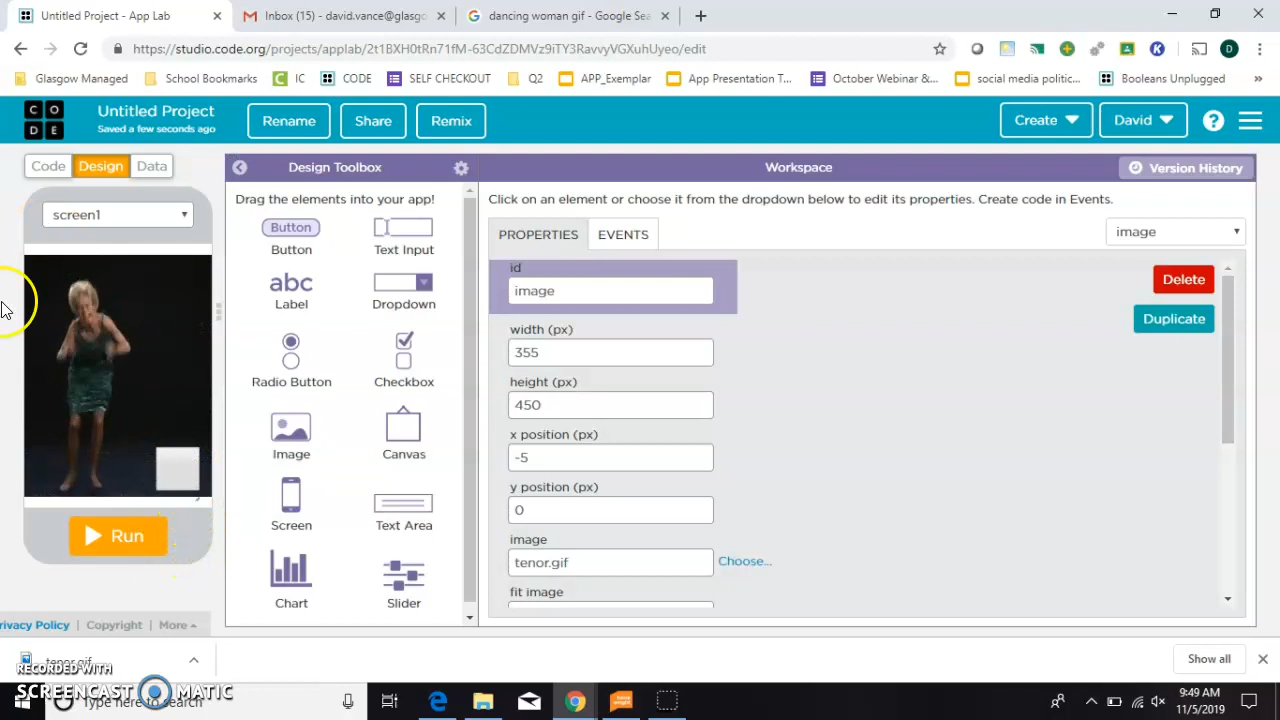 Untitled Project - App Lab
Inbox (15) - david.vance@glasgo
dancing woman gif - Google Sea
https://studio.code.org/projects/applab/2t1BXH0tRn71fM-63CdZDMVz9iTY3RavvyVGXuhUyeo/edit
D
Glasgow Managed
School Bookmarks
IC
CODE
SELF CHECKOUT
Q2
APP_Exemplar
App Presentation T...
October Webinar &...
social media politic...
Booleans Unplugged
»
C O
D E
Untitled Project
Saved a few seconds ago
Rename
Share
Remix
Create
David
?
Code
Design
Data
Design Toolbox
Workspace
Version History
screen1
Drag the elements into your app!
Click on an element or choose it from the dropdown below to edit its properties. Create code in Events.
PROPERTIES
EVENTS
image
Button
Button
Text Input
abc
Label
Dropdown
Radio Button
Checkbox
Image
Canvas
Screen
Text Area
Chart
Slider
id
image
width (px)
355
height (px)
450
x position (px)
-5
y position (px)
0
image
tenor.gif
Choose...
fit image
Delete
Duplicate
Run
rivacy Policy
|
Copyright
|
More
tenor.gif
Show all
RECORDED WITH
SCREENCAST MATIC
Type here to search
9:49 AM
11/5/2019